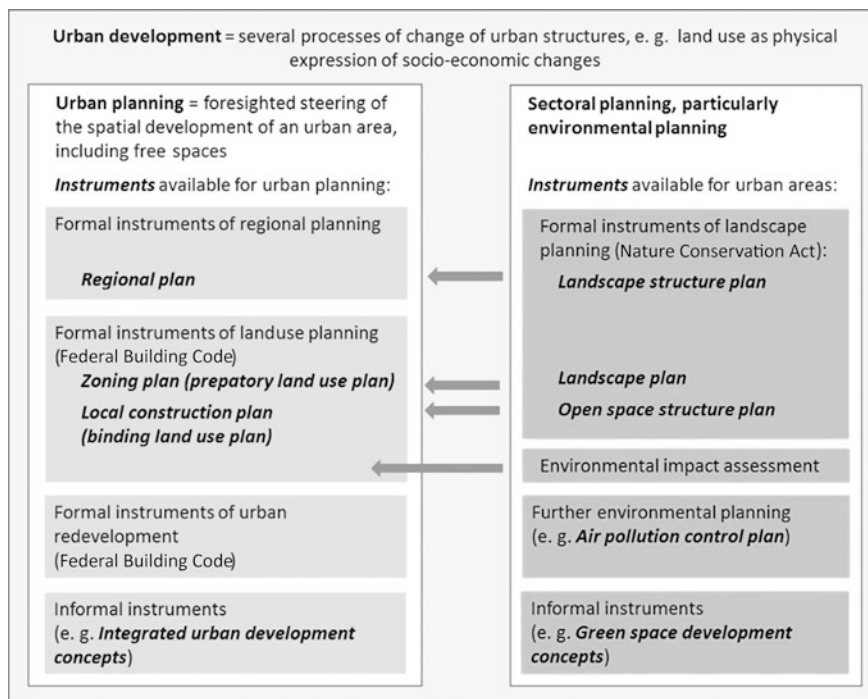 Urban development = several processes of change of urban structures, e. g. land use as physical
expression of socio-economic changes
Urban planning = foresighted steering of
the spatial development of an urban area,
including free spaces
Instruments available for urban planning:
Formal instruments of regional planning
Regional plan
Formal instruments of landuse planning
(Federal Building Code)
Zoning plan (prepatory land use plan)
Local construction plan
(binding land use plan)
Formal instruments of urban
redevelopment
(Federal Building Code)
Informal instruments
(e. g. Integrated urban development
concepts)
Sectoral planning, particularly
environmental planning
Instruments available for urban areas:
Formal instruments of landscape
planning (Nature Conservation Act):
Landscape structure plan
Landscape plan
Open space structure plan
Environmental impact assessment
Further environmental planning
(e. g. Air pollution control plan)
Informal instruments
(e. g. Green space development
concepts)